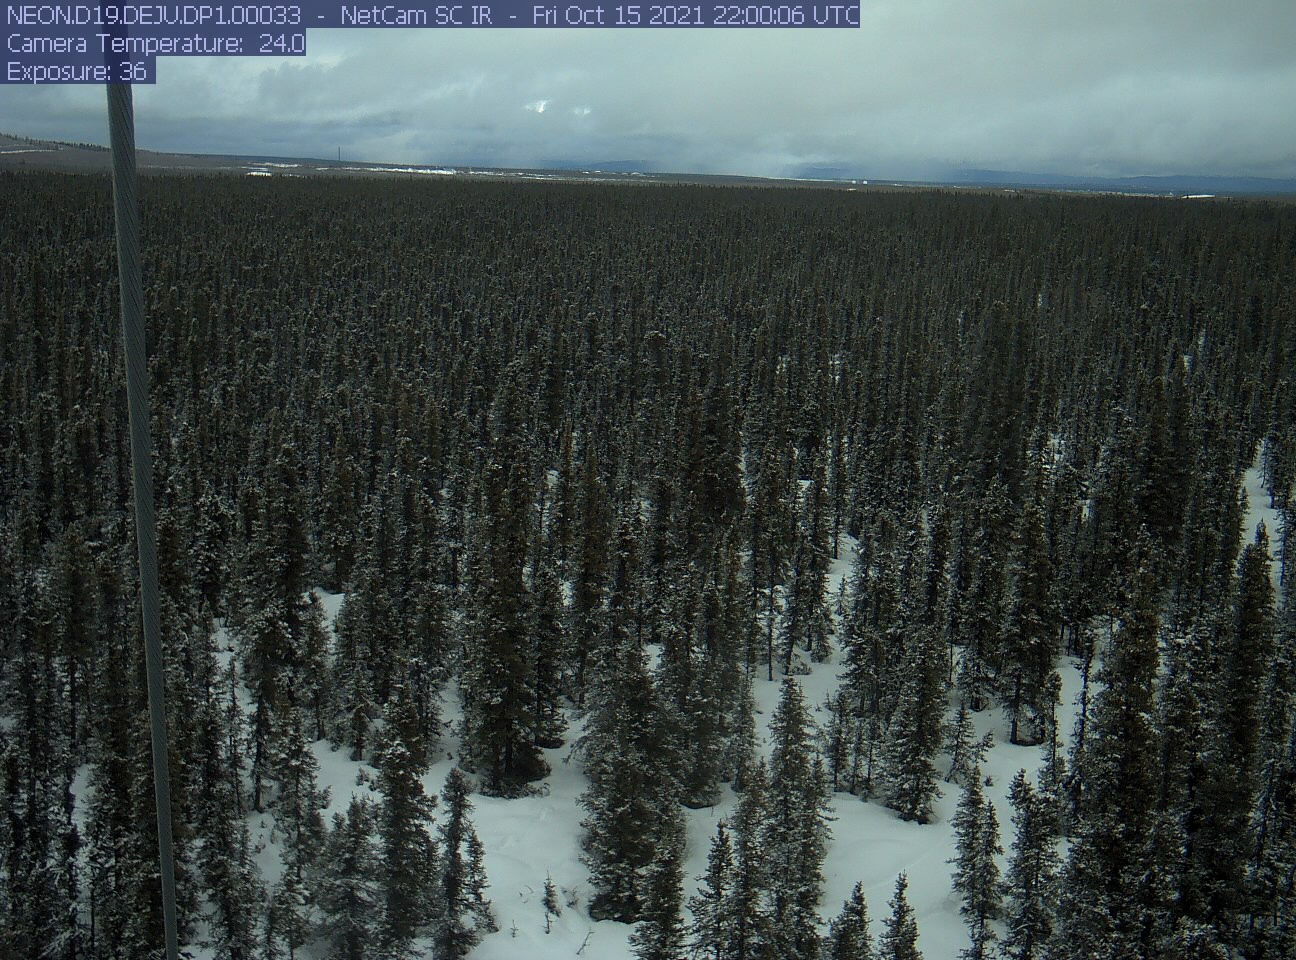 NEON.D19.DEJU.DP1.00033 - NetCam SC IR - Fri Oct 15 2021 22:00:06 UTC
Camera Temperature: 24.0
Exposure: 36